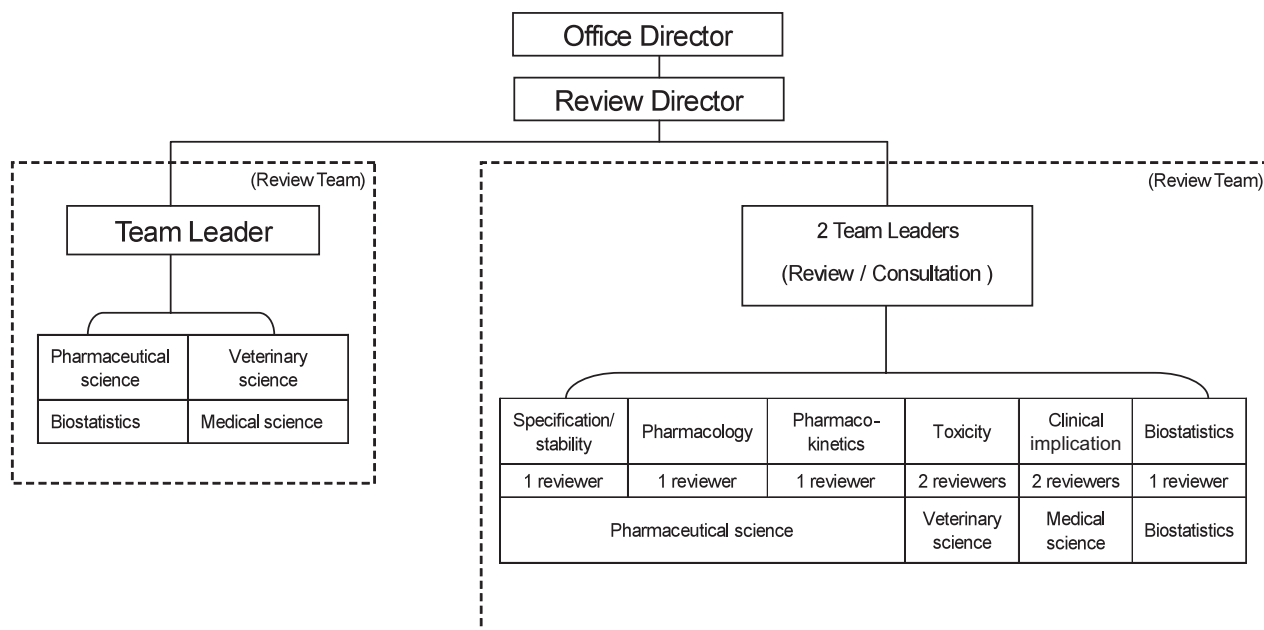 Office Director
Review Director
(Review Team)
Team Leader
Pharmaceutical
science
Veterinary
science
Biostatistics
Medical science
(Review Team)
2 Team Leaders
(Review / Consultation )
Specification/
stability
Pharmacology
Pharmaco-
kinetics
Toxicity
Clinical
implication
Biostatistics
1 reviewer
1 reviewer
1 reviewer
2 reviewers
2 reviewers
1 reviewer
Pharmaceutical science
Veterinary
science
Medical
science
Biostatistics